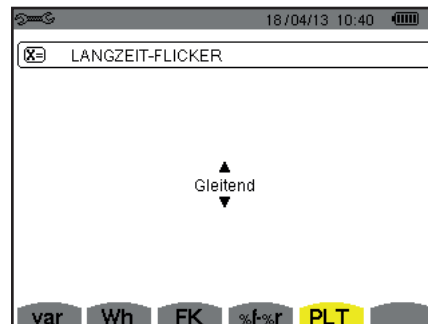 18/04/13 10:40
X= LANGZEIT-FLICKER
Gleitend
var Wh FK %f-%r PLT